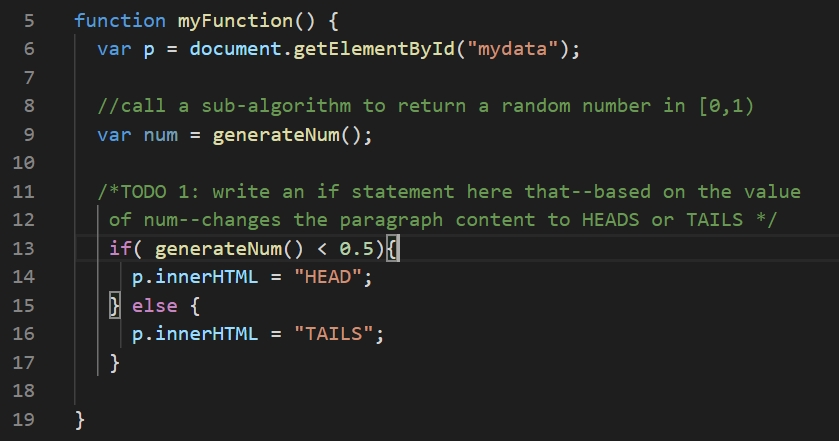 5 function myFunction() {
6 var p = document.getElementById("mydata");
7
8 //call a sub-algorithm to return a random number in [0,1)
9 var num = generateNum();
10
11 /*TODO 1: write an if statement here that--based on the value
12 of num--changes the paragraph content to HEADS or TAILS */
13 if( generateNum() < 0.5){
14 p.innerHTML = "HEAD";
15 } else {
16 p.innerHTML = "TAILS";
17 }
18
19 }